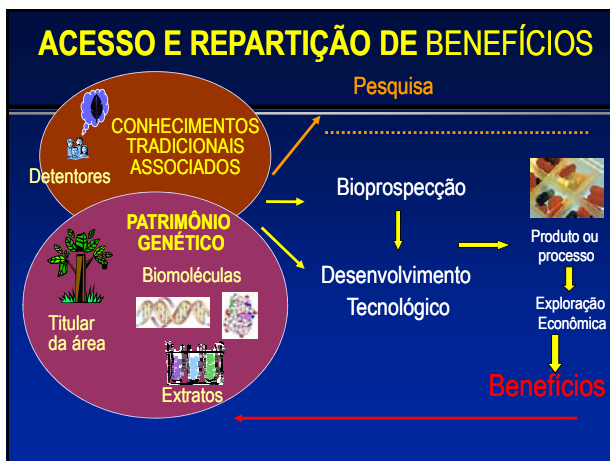 ACESSO E REPARTIÇÃO DE BENEFÍCIOS
Pesquisa
CONHECIMENTOS
TRADICIONAIS
ASSOCIADOS
Detentores
PATRIMÔNIO
GENÉTICO
Biomoléculas
Titular
da área
Extratos
Bioprospecção
Desenvolvimento
Tecnológico
Produto ou
processo
Exploração
Econômica
Benefícios